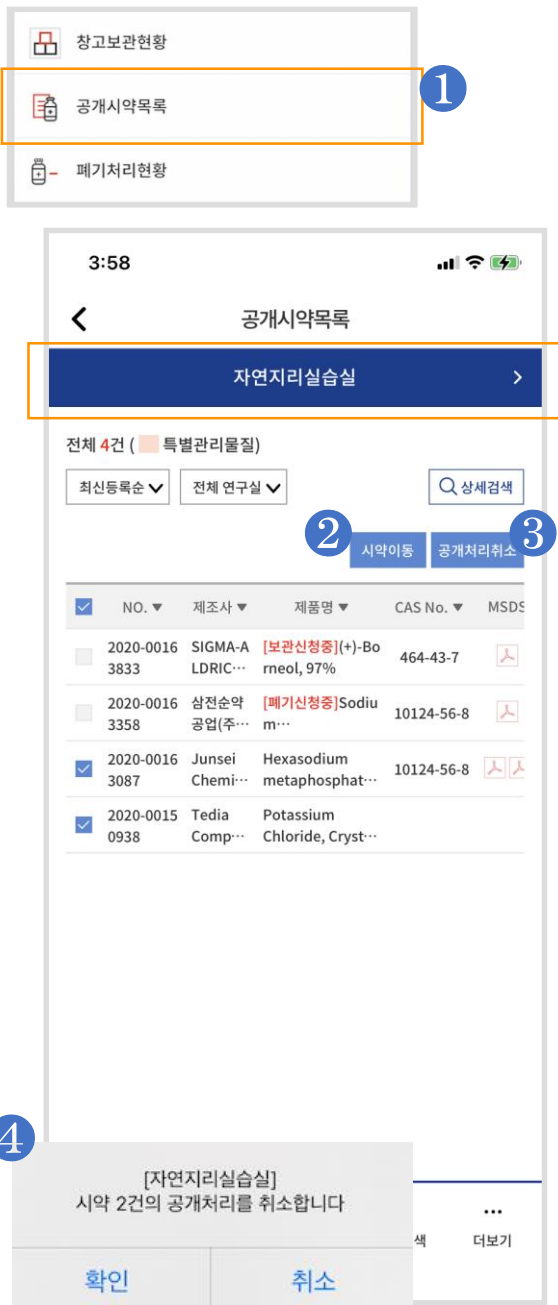 창고보관현황
1
공개시약목록
폐기처리현황
3:58
공개시약목록
자연지리실습실
전체 4건 ( 특별관리물질)
최신등록순
전체 연구실
상세검색
2
시약이동
공개처리취소
3
NO. ▼ 제조사 ▼ 제품명 ▼ CAS No. ▼ MSDS
2020-0016 SIGMA-A [보관신청중](+)-Bo 464-43-7
3833 LDRIC··· rneol, 97%
2020-0016 삼전순약 [폐기신청중]Sodiu 10124-56-8
3358 공업(주··· m···
2020-0016 Junsei Hexasodium 10124-56-8
3087 Chemi··· metaphosphat···
2020-0015 Tedia Potassium
0938 Comp··· Chloride, Cryst···
4
[자연지리실습실]
시약 2건의 공개처리를 취소합니다
확인
취소
색
더보기